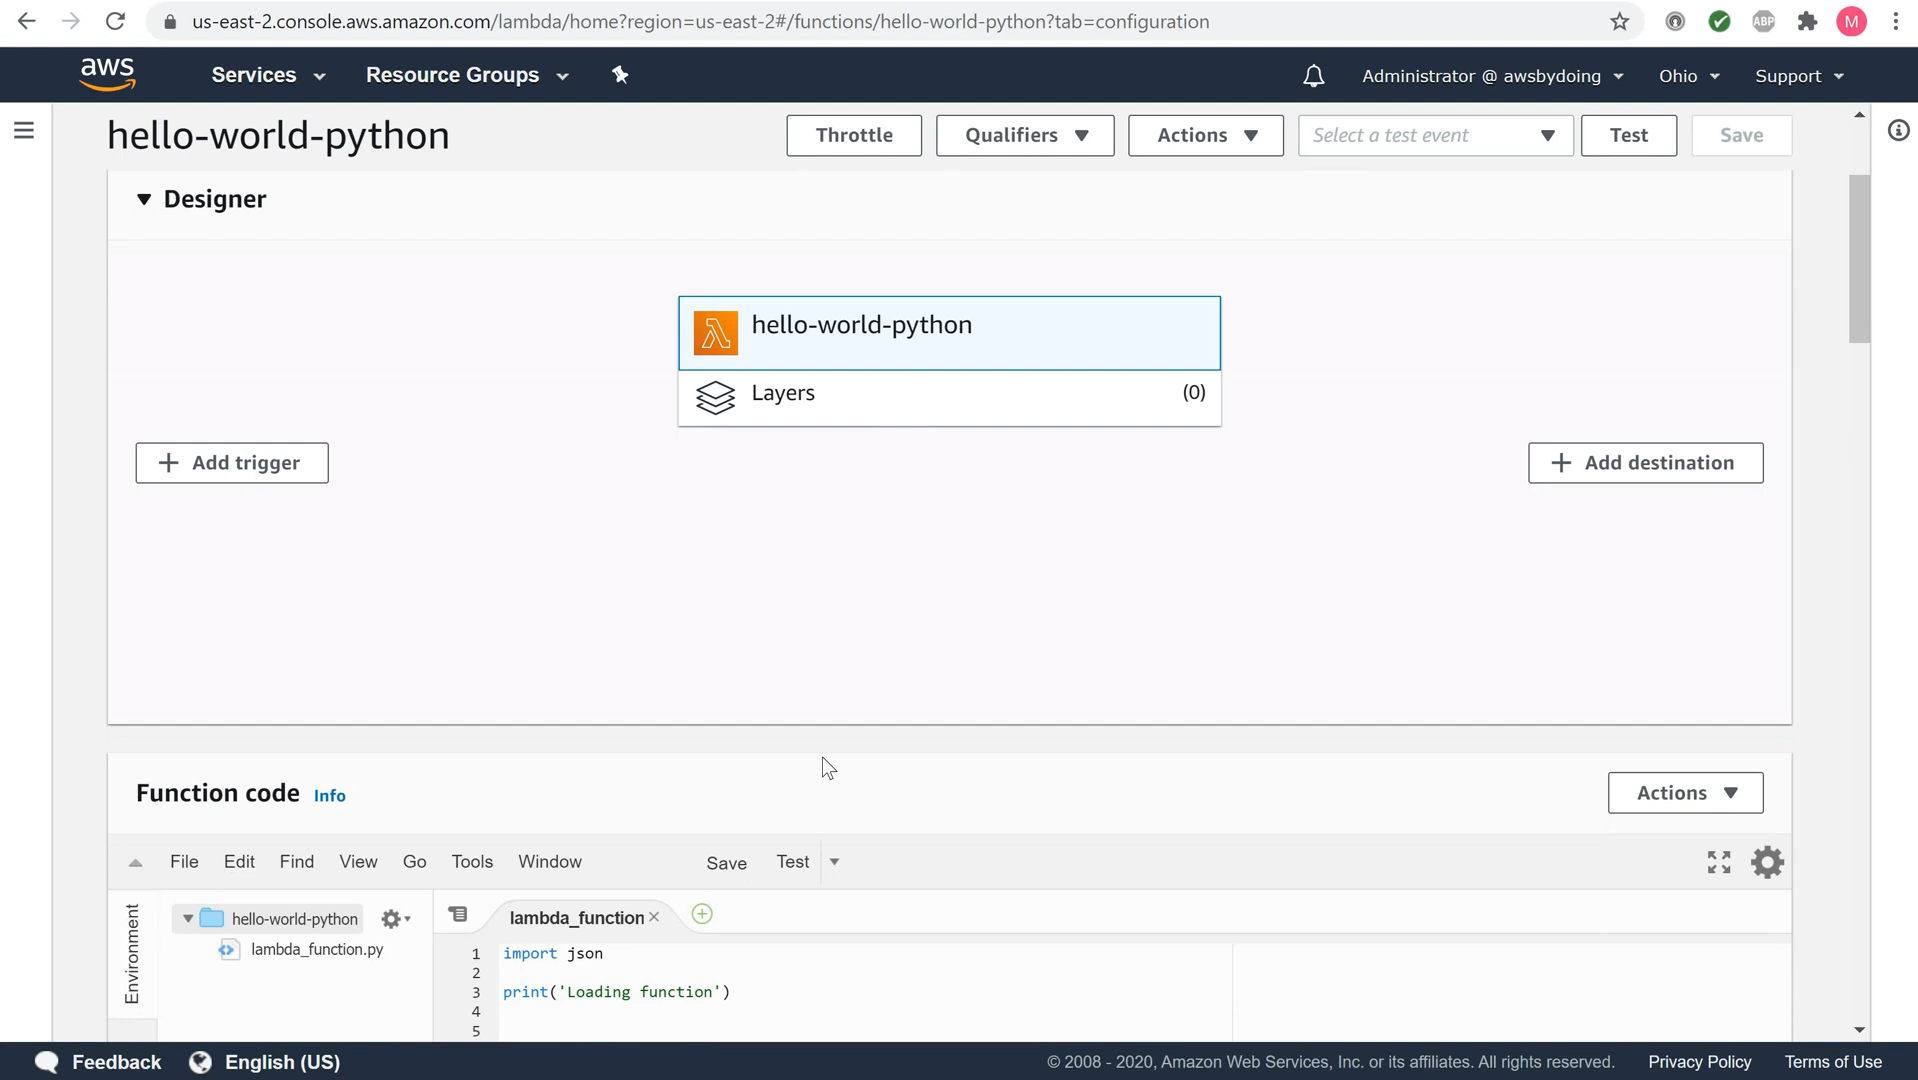 us-east-2.console.aws.amazon.com/lambda/home?region=us-east-2#/functions/hello-world-python?tab=configuration
ABP
M
aws
Services
Resource Groups
Administrator @ awsbydoing
Ohio
Support
hello-world-python
Throttle
Qualifiers
Actions
Select a test event
Test
Save
Designer
hello-world-python
Layers
(0)
+ Add trigger
+ Add destination
Function code Info
Actions
File
Edit
Find
View
Go
Tools
Window
Save
Test
Environment
hello-world-python
lambda_function.py
lambda_function
1 import json
2
3 print('Loading function')
4
5
Feedback
English (US)
© 2008 - 2020, Amazon Web Services, Inc. or its affiliates. All rights reserved.
Privacy Policy
Terms of Use